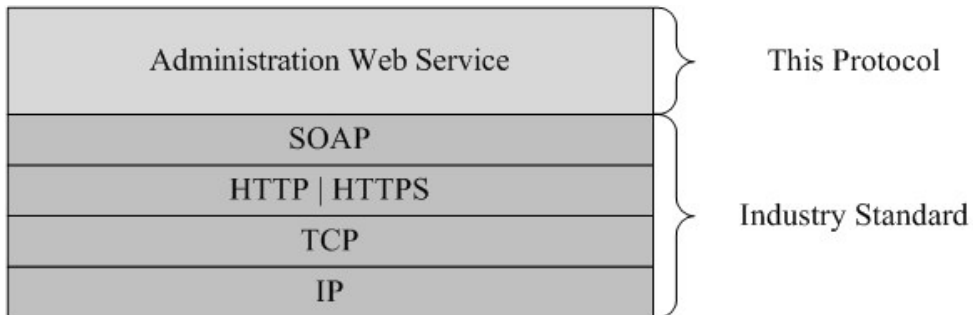 Administration Web Service
This Protocol
SOAP
HTTP | HTTPS
TCP
IP
Industry Standard